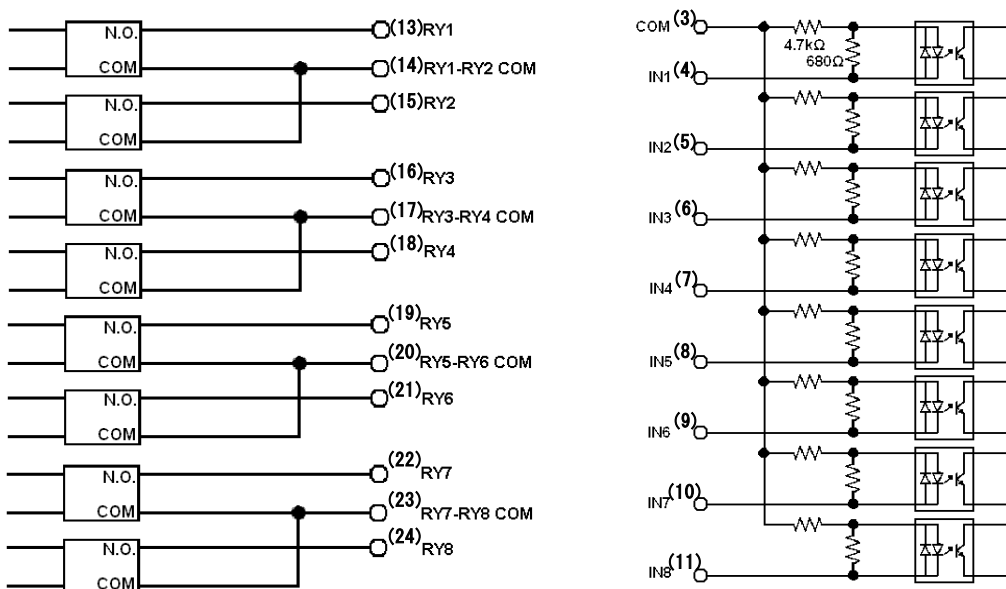 N.O.
(13)RY1
COM
(14)RY1-RY2 COM
N.O.
(15)RY2
COM
N.O.
(16)RY3
COM
(17)RY3-RY4 COM
N.O.
(18)RY4
COM
N.O.
(19)RY5
COM
(20)RY5-RY6 COM
N.O.
(21)RY6
COM
N.O.
(22)RY7
COM
(23)RY7-RY8 COM
N.O.
(24)RY8
COM
COM (3)
4.7kΩ
680Ω
IN1(4)
IN2(5)
IN3(6)
IN4(7)
IN5(8)
IN6(9)
IN7(10)
IN8(11)